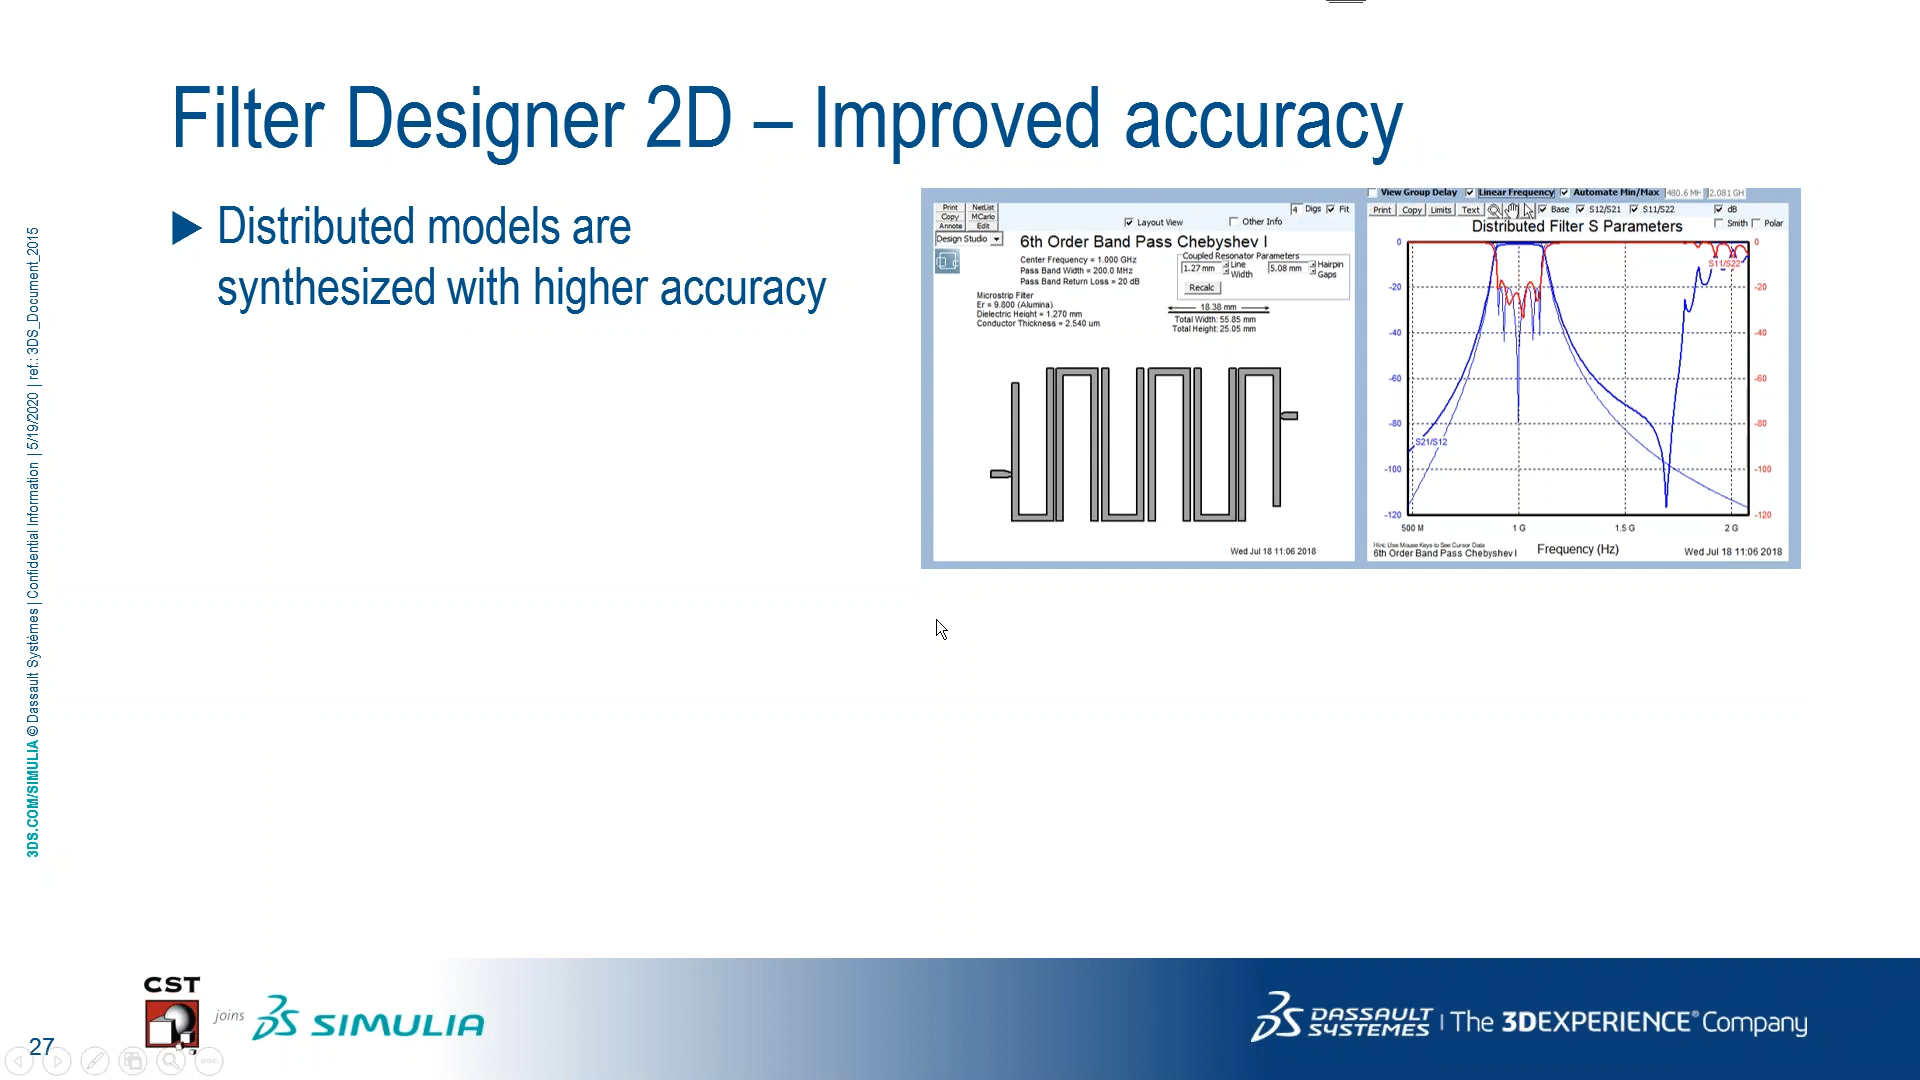 Filter Designer 2D – Improved accuracy
Distributed models are
synthesized with higher accuracy
Print
NetList
Copy
MCarlo
Annote
Edit
Design Studio
4 Digs Fit
Layout View
Other Info
6th Order Band Pass Chebyshev I
Center Frequency = 1.000 GHz
Pass Band Width = 200.0 MHz
Pass Band Return Loss = 20 dB
Coupled Resonator Parameters
1.27 mm Line Width
5.08 mm Hairpin Gaps
Recalc
Microstrip Filter
Er = 9.800 (Alumina)
Dielectric Height = 1.270 mm
Conductor Thickness = 2.540 um
18.38 mm
Total Width: 55.85 mm
Total Height: 25.05 mm
Wed Jul 18 11:06 2018
View Group Delay Linear Frequency Automate Min/Max 480.6 MH 2.081 GH
Print Copy Limits Text Base S12/S21 S11/S22 dB
Smith Polar
Distributed Filter S Parameters
0 0
S11/S22
-20 -20
-40 -40
-60 -60
-80 -80
S21/S12
-100 -100
-120 -120
500 M 1 G 1.5 G 2 G
Hint: Use Mouse Keys to See Cursor Data
6th Order Band Pass Chebyshev I Frequency (Hz) Wed Jul 18 11:06 2018
3DS.COM/SIMULIA © Dassault Systèmes | Confidential Information | 5/19/2020 | ref.: 3DS_Document_2015
CST
joins
SIMULIA
DASSAULT SYSTEMES | The 3DEXPERIENCE® Company
27